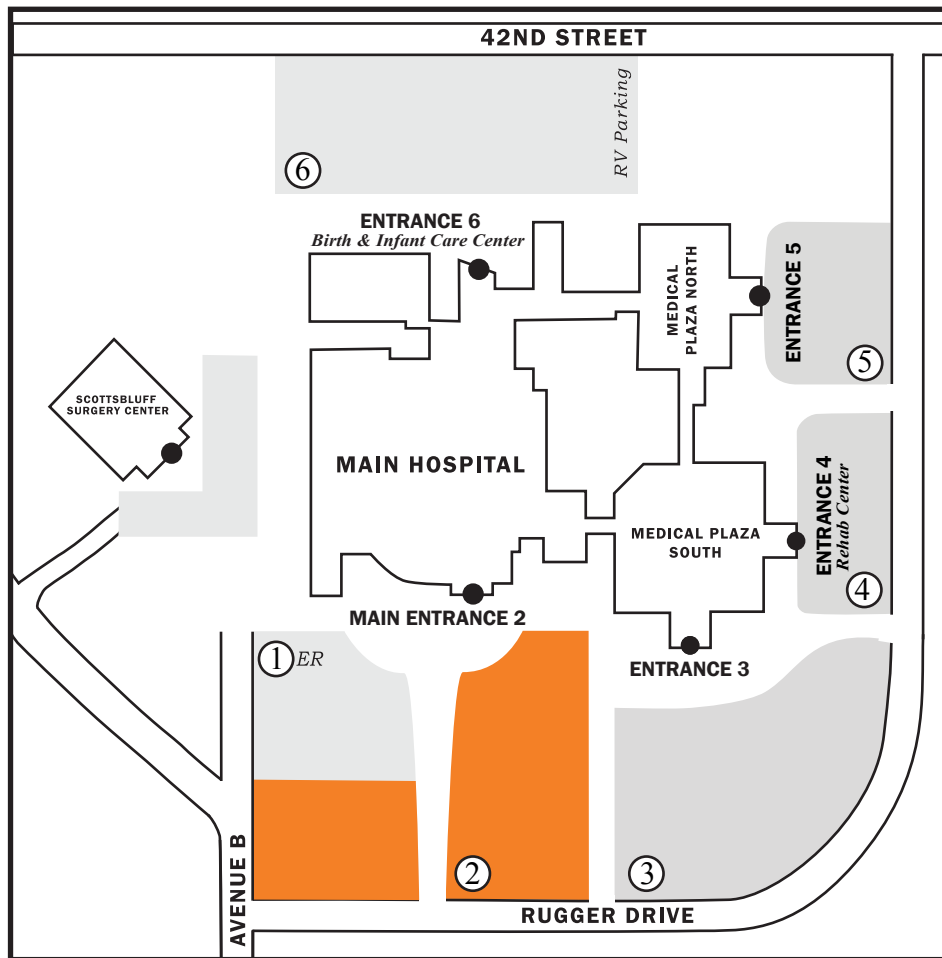 42ND STREET
RV Parking
6
ENTRANCE 6
Birth & Infant Care Center
MEDICAL
PLAZA NORTH
ENTRANCE 5
5
SCOTTSBLUFF
SURGERY CENTER
MAIN HOSPITAL
MEDICAL PLAZA
SOUTH
ENTRANCE 4
Rehab Center
4
MAIN ENTRANCE 2
1 ER
ENTRANCE 3
2
3
AVENUE B
RUGGER DRIVE